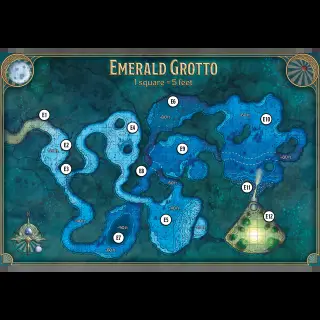 EMERALD GROTTO
1 square = 5 feet
E1
E2
E3
E4
E5
E6
E7
E8
E9
E10
E11
E12